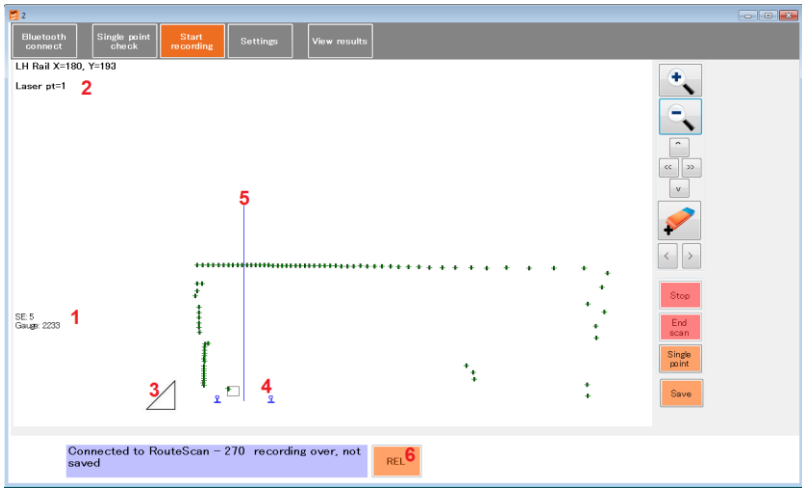 2
Bluetooth
connect
Single point
check
Start
recording
Settings
View results
LH Rail X=180, Y=193
Laser pt=1
2
5
SE: 5
Gauge: 2233
1
3
4
Stop
End
scan
Single
point
Save
Connected to RouteScan - 270 recording over, not
saved
REL
6